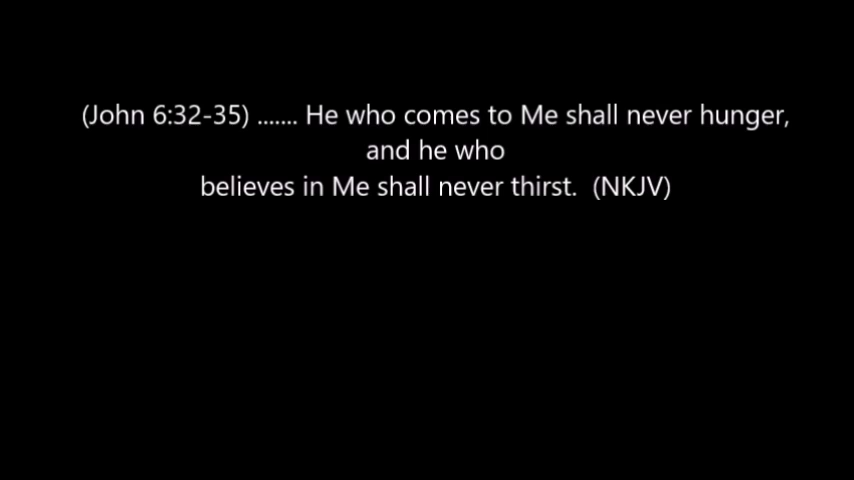 (John 6:32-35) ....... He who comes to Me shall never hunger,
and he who
believes in Me shall never thirst.  (NKJV)